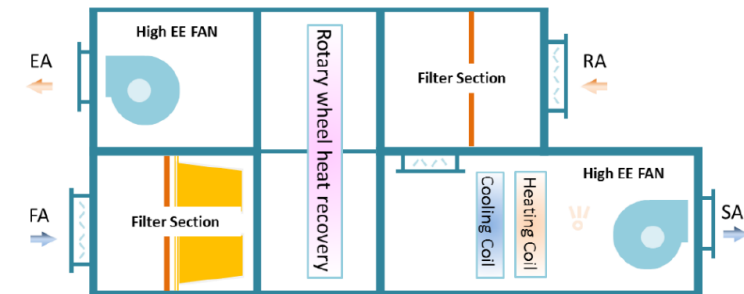 High EE FAN
EA
Rotary wheel heat recovery
Filter Section
RA
FA
Filter Section
Cooling Coil
Heating Coil
High EE FAN
SA